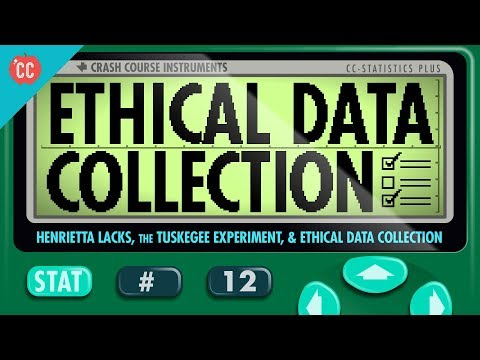 CC
CRASH COURSE INSTRUMENTS
CC-STATISTICS PLUS
ETHICAL DATA
COLLECTION
HENRIETTA LACKS, THE TUSKEGEE EXPERIMENT, & ETHICAL DATA COLLECTION
STAT
#
12